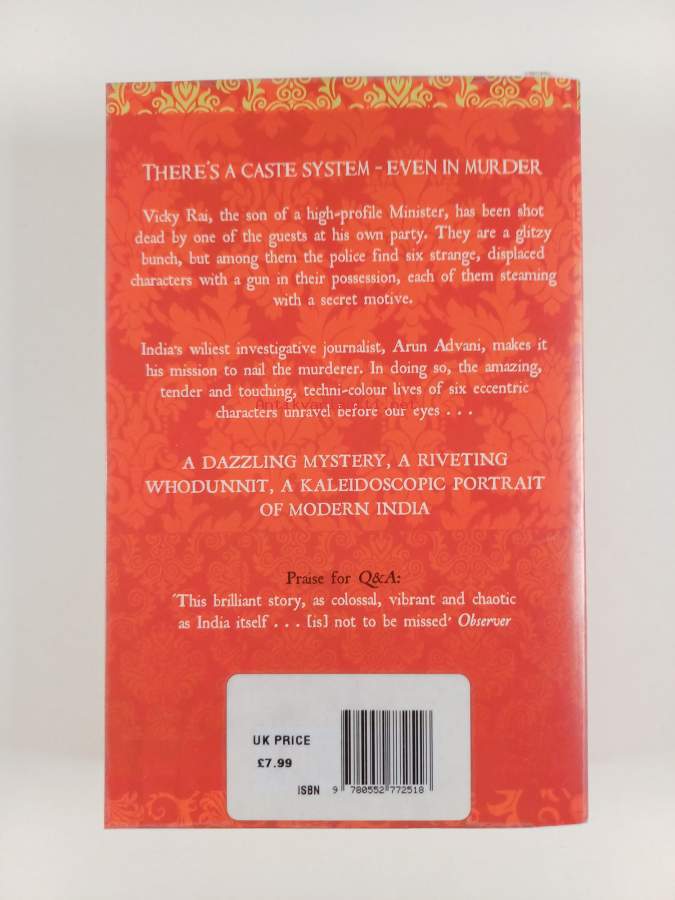 THERE'S A CASTE SYSTEM - EVEN IN MURDER
Vicky Rai, the son of a high-profile Minister, has been shot
dead by one of the guests at his own party. They are a glitzy
bunch, but among them the police find six strange, displaced
characters with a gun in their possession, each of them steaming
with a secret motive.
India's wiliest investigative journalist, Arun Advani, makes it
his mission to nail the murderer. In doing so, the amazing,
tender and touching, techni-colour lives of six eccentric
characters unravel before our eyes . . .
A DAZZLING MYSTERY, A RIVETING
WHODUNNIT, A KALEIDOSCOPIC PORTRAIT
OF MODERN INDIA
Praise for Q&A:
'This brilliant story, as colossal, vibrant and chaotic
as India itself . . . [is] not to be missed' Observer
UK PRICE
£7.99
ISBN 9 780552 772518